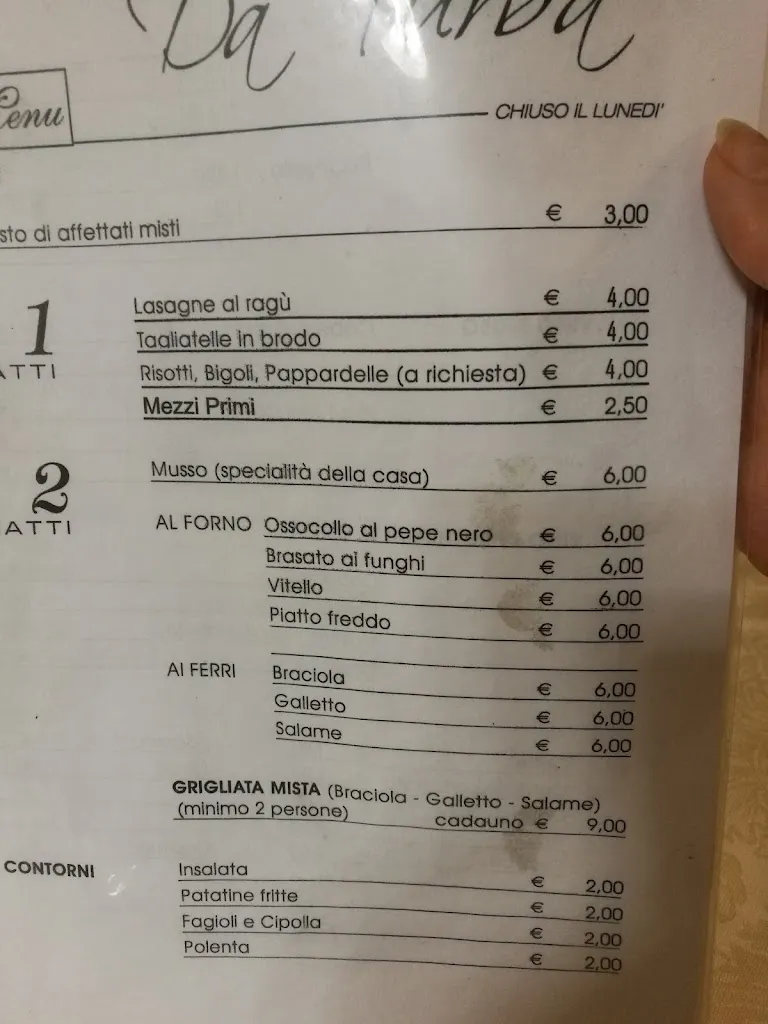 Da
enu
CHIUSO IL LUNEDI'
sto di affettati misti € 3,00
1
ATTI
Lasagne al ragù € 4,00
Tagliatelle in brodo € 4,00
Risotti, Bigoli, Pappardelle (a richiesta) € 4,00
Mezzi Primi € 2,50
2
ATTI
Musso (specialità della casa) € 6,00
AL FORNO Ossocollo al pepe nero € 6,00
Brasato ai funghi € 6,00
Vitello € 6,00
Piatto freddo € 6,00
AI FERRI Braciola € 6,00
Galletto € 6,00
Salame € 6,00
GRIGLIATA MISTA (Braciola - Galletto - Salame)
(minimo 2 persone) cadauno € 9,00
CONTORNI Insalata € 2,00
Patatine fritte € 2,00
Fagioli e Cipolla € 2,00
Polenta € 2,00